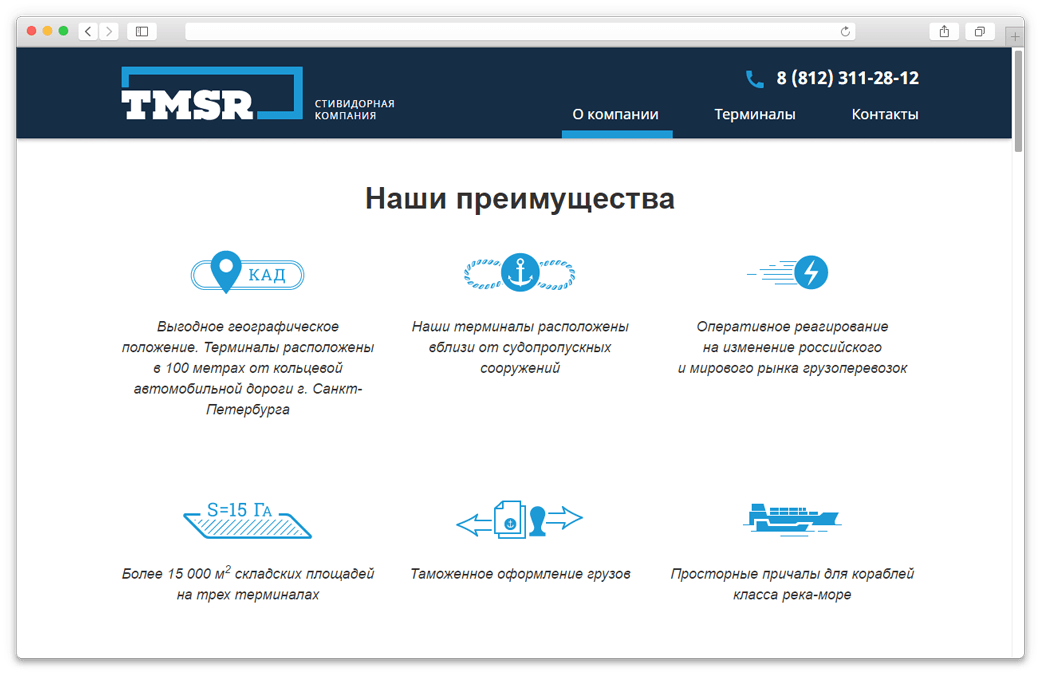 TMSR
СТИВИДОРНАЯ
КОМПАНИЯ
8 (812) 311-28-12
О компании Терминалы Контакты
Наши преимущества
КАД
Выгодное географическое
положение. Терминалы расположены
в 100 метрах от кольцевой
автомобильной дороги г. Санкт-
Петербурга
Наши терминалы расположены
вблизи от судопропускных
сооружений
Оперативное реагирование
на изменение российского
и мирового рынка грузоперевозок
S=15 ГА
Более 15 000 м² складских площадей
на трех терминалах
Таможенное оформление грузов
Просторные причалы для кораблей
класса река-море